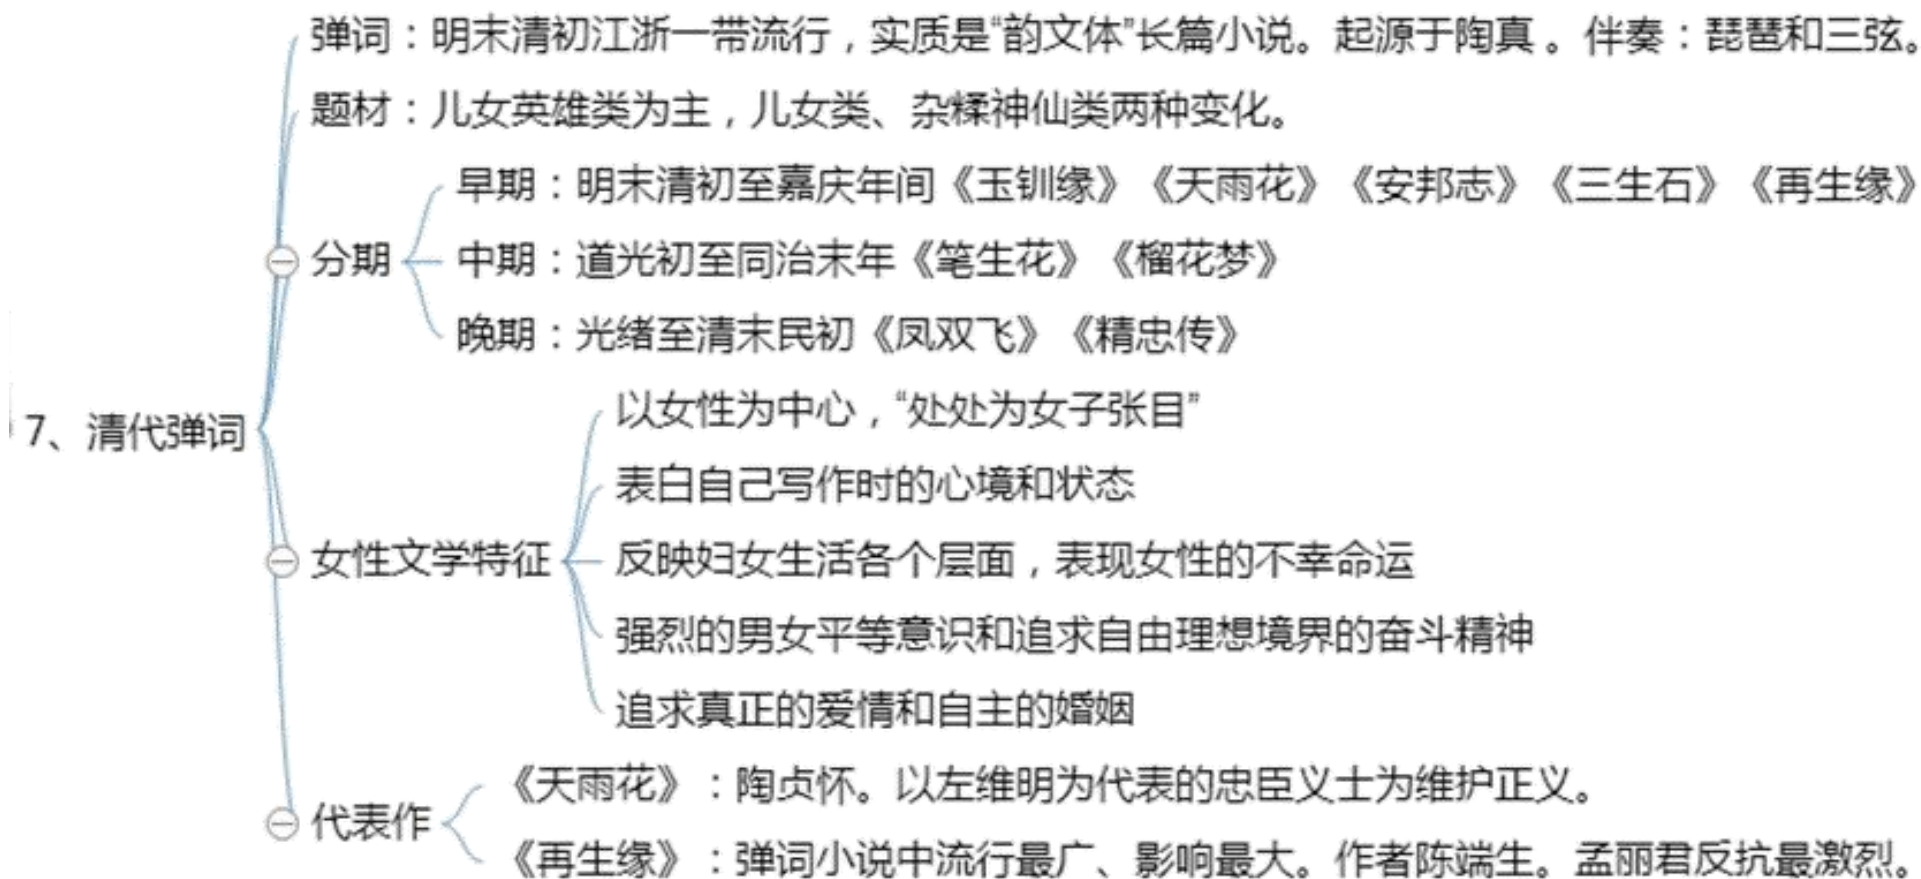 弹词：明末清初江浙一带流行，实质是“韵文体”长篇小说。起源于陶真 。伴奏：琵琶和三弦。
题材：儿女英雄类为主，儿女类、杂糅神仙类两种变化。
早期：明末清初至嘉庆年间《玉钏缘》《天雨花》《安邦志》《三生石》《再生缘》
分期
中期：道光初至同治末年《笔生花》《榴花梦》
晚期：光绪至清末民初《凤双飞》《精忠传》
7、清代弹词
以女性为中心，“处处为女子张目”
表白自己写作时的心境和状态
女性文学特征
反映妇女生活各个层面，表现女性的不幸命运
强烈的男女平等意识和追求自由理想境界的奋斗精神
追求真正的爱情和自主的婚姻
代表作
《天雨花》：陶贞怀。以左维明为代表的忠臣义士为维护正义。
《再生缘》：弹词小说中流行最广、影响最大。作者陈端生。孟丽君反抗最激烈。